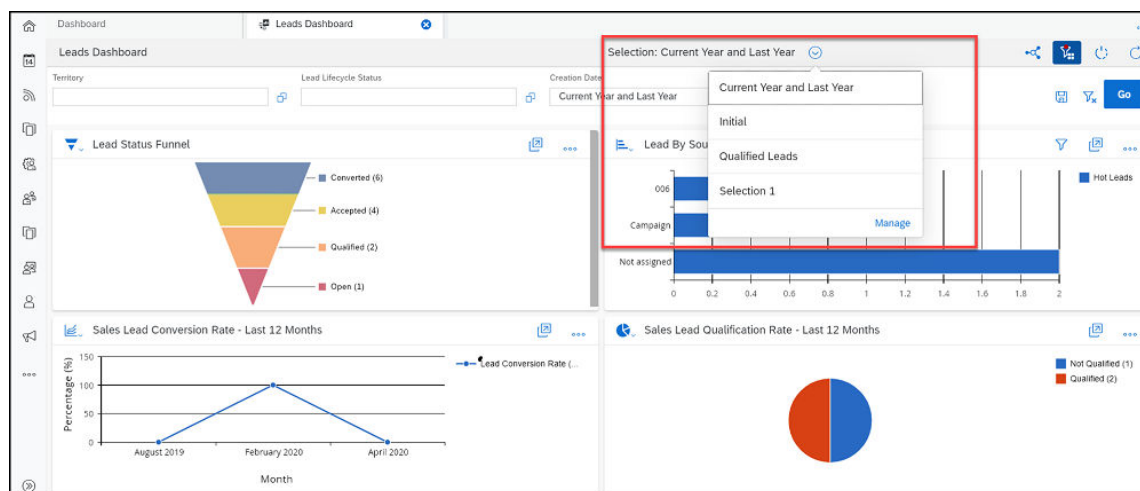 Dashboard
Leads Dashboard
14
Leads Dashboard
Selection: Current Year and Last Year
Territory
Lead Lifecycle Status
Creation Date
Current Year and Last Year
Go
Current Year and Last Year
Initial
Qualified Leads
Selection 1
Manage
Lead Status Funnel
Converted (6)
Accepted (4)
Qualified (2)
Open (1)
Lead By Sou
Hot Leads
006
Campaign
Not assigned
0 0.2 0.4 0.6 0.8 1 1.2 1.4 1.6 1.8 2
Sales Lead Conversion Rate - Last 12 Months
Lead Conversion Rate (...
Percentage (%)
150
100
50
0
August 2019 February 2020 April 2020
Month
Sales Lead Qualification Rate - Last 12 Months
Not Qualified (1)
Qualified (2)